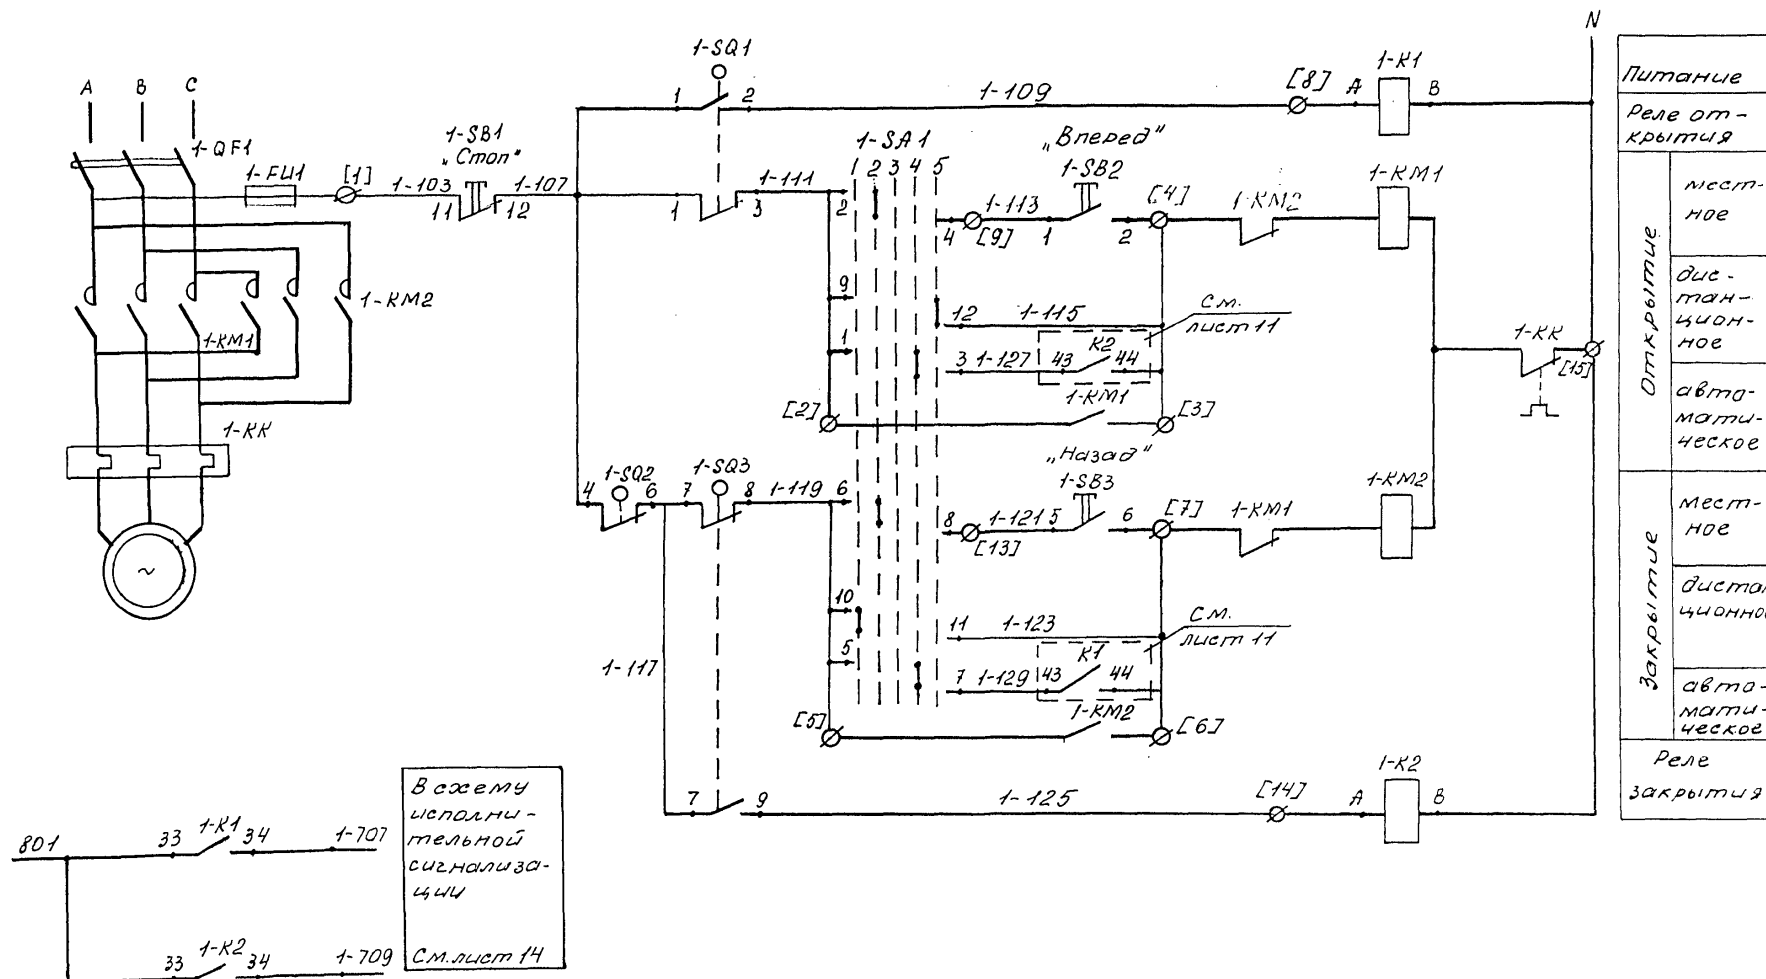 A B C
1-QF1
1-FU1
[1]
1-103
1-SB1
„Стоп"
11 12
1-107
1-KM1
1-KM2
1-KK
~
1-SQ1
1 2
1-109
[8]
A
1-K1
B
N
1 3
1-111
1-SA1
1 2 3 4 5
2
9
1
[2]
„Вперед"
4
[9]
1-113
1
1-SB2
2
[4]
1-KM2
1-KM1
12
1-115
См.
лист 11
3
1-127
43
K2
44
1-KM1
[3]
1-KK
[15]
4
1-SQ2
6
7
1-SQ3
8
1-119
6
10
5
[5]
„Назад"
8
[13]
1-121
5
1-SB3
6
[7]
1-KM1
1-KM2
11
1-123
См.
лист 11
7
1-129
43
K1
44
1-KM2
[6]
1-117
7 9
1-125
[14]
A
1-K2
B
801
33
1-K1
34
1-707
33
1-K2
34
1-709
В схему
исполни-
тельной
сигнализа-
ции
См.лист 14
Питание
Реле от-
крытия
Открытие
мест-
ное
дис-
тан-
цион-
ное
авто-
мати-
ческое
Закрытие
мест-
ное
дистан
ционно
авто-
мати-
ческое
Реле
закрытия